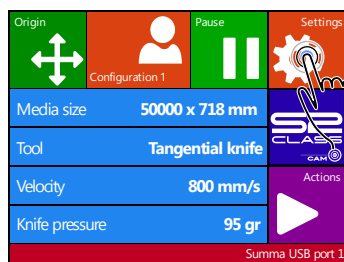 Origin
Configuration 1
Pause
Settings
Media size 50000 x 718 mm
Tool Tangential knife
Velocity 800 mm/s
Knife pressure 95 gr
S2
CLASS
CAM
Actions
Summa USB port 1